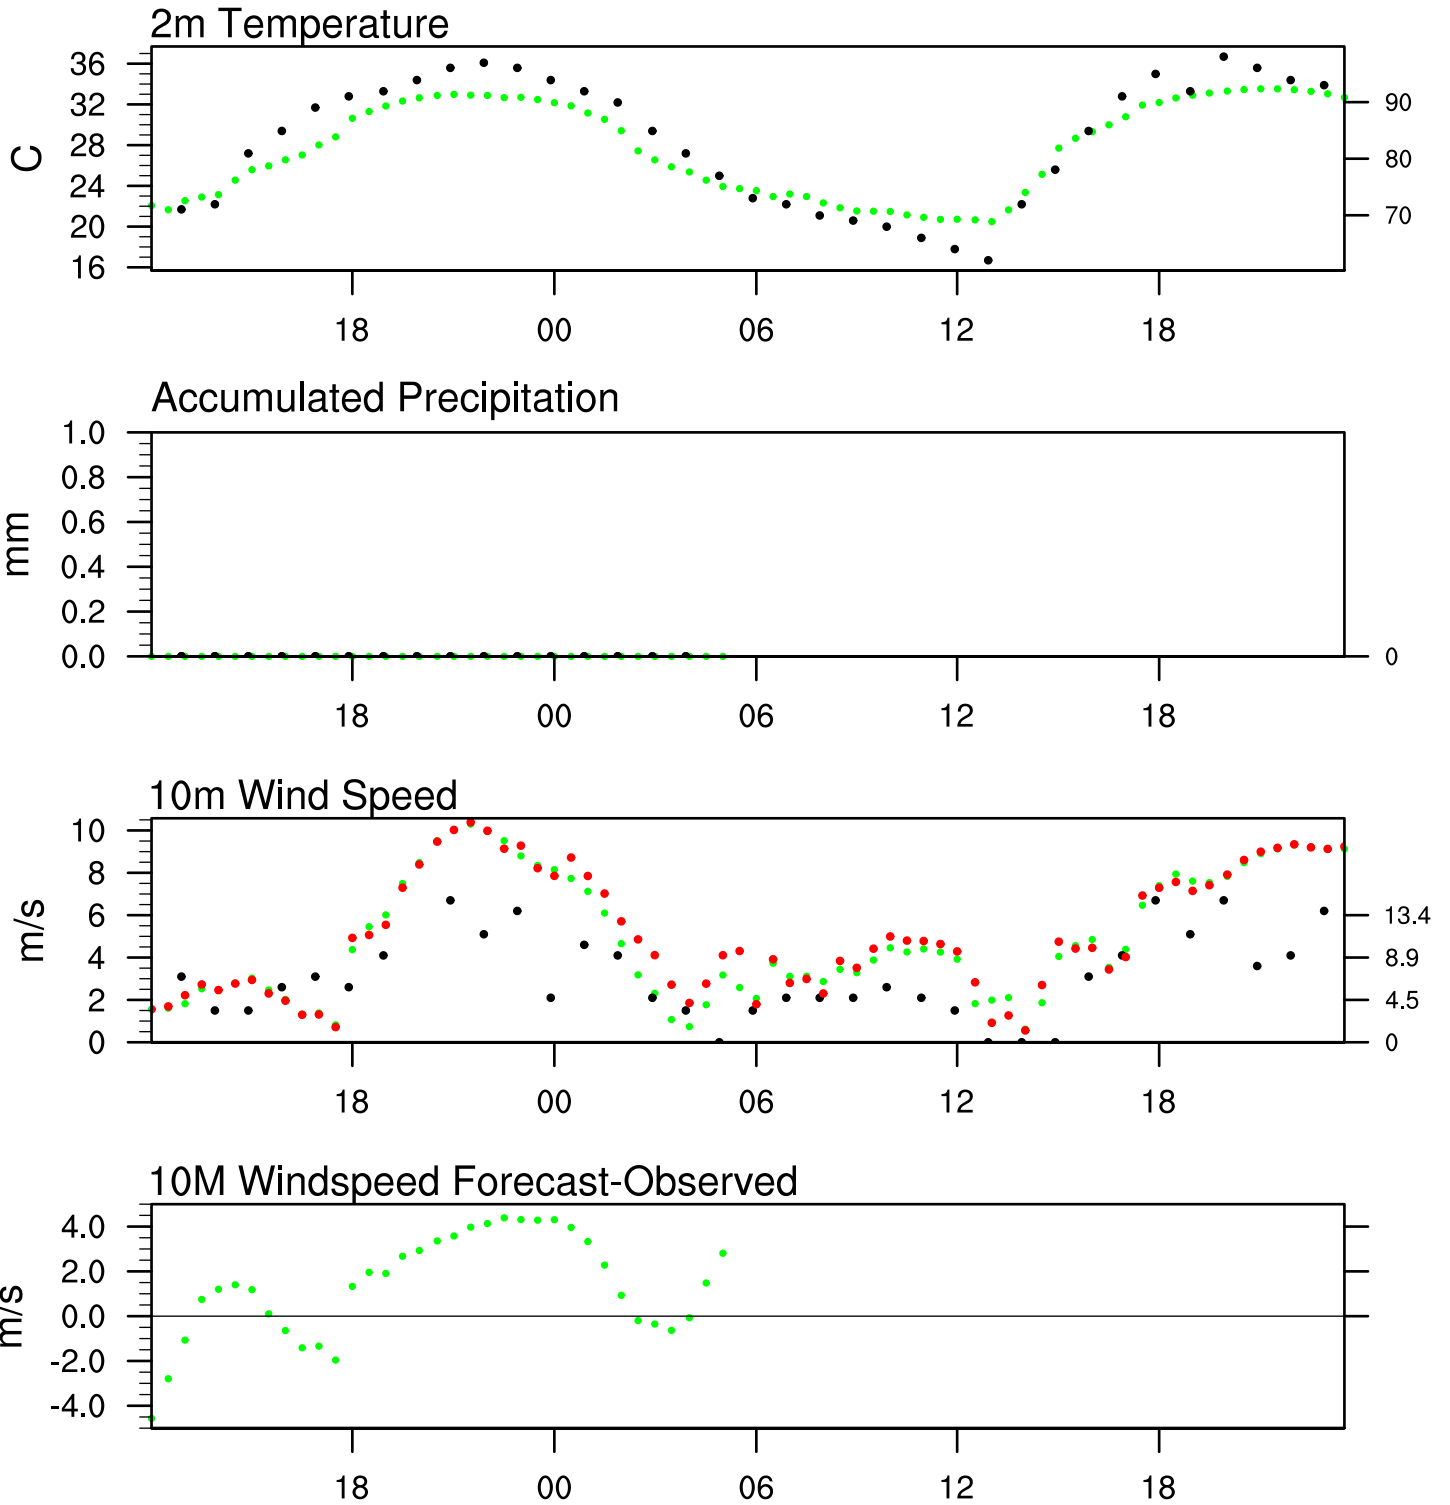 2m Temperature
36
32
28
24
20
16
C
90
80
70
18 00 06 12 18
Accumulated Precipitation
1.0
0.8
0.6
0.4
0.2
0.0
mm
0
18 00 06 12 18
10m Wind Speed
10
8
6
4
2
0
m/s
13.4
8.9
4.5
0
18 00 06 12 18
10M Windspeed Forecast-Observed
4.0
2.0
0.0
-2.0
-4.0
m/s
18 00 06 12 18